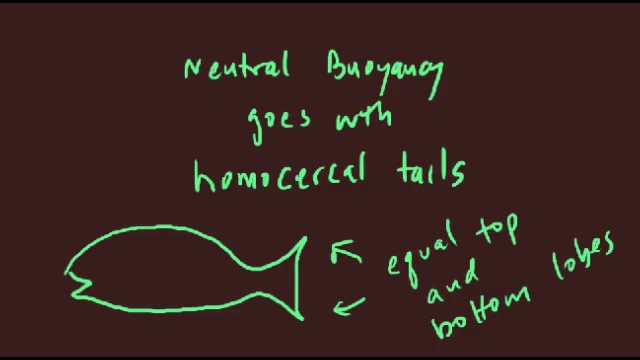 Neutral Buoyancy
goes with
homocercal tails
equal top
and
bottom lobes